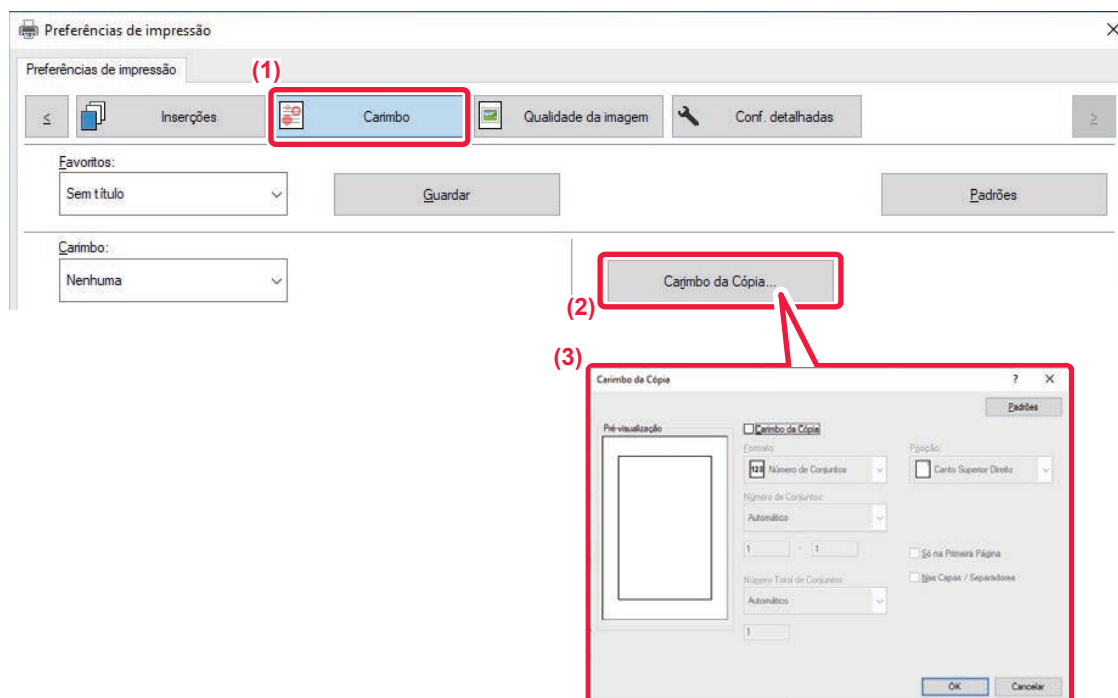 Preferências de impressão
Preferências de impressão
(1)
< Inserções Carimbo Qualidade da imagem Conf. detalhadas >
Favoritos:
Sem título Guardar Padrões
Carimbo:
Nenhuma Carimbo da Cópia...
(2)
(3)
Carimbo da Cópia ?
Padrões
Pré-visualização Carimbo da Cópia
Formato: Posição:
123 Número de Conjuntos Canto Superior Direito
Número de Conjuntos:
Automático
1 - 1 Só na Primeira Página
Número Total de Conjuntos: Nas Capas / Separadores
Automático
1
OK Cancelar